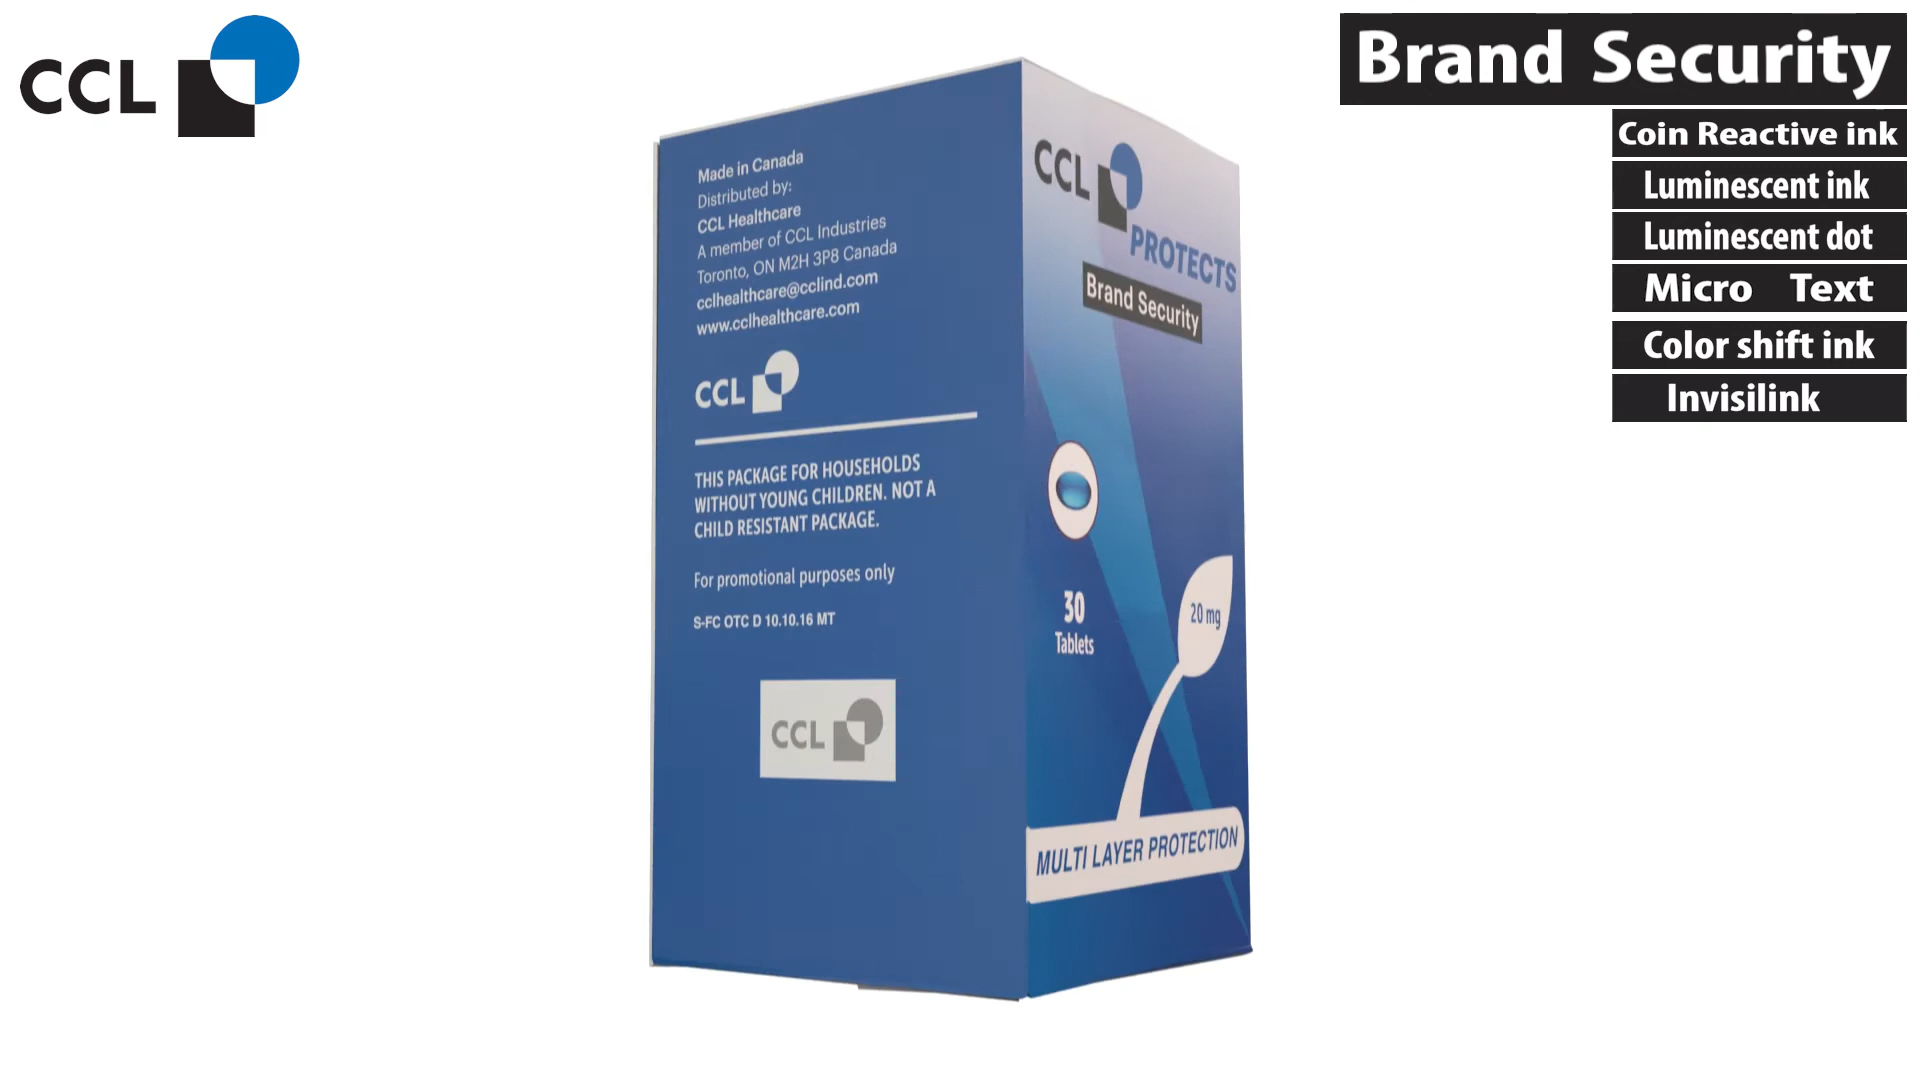 CCL
Brand Security
Coin Reactive ink
Luminescent ink
Luminescent dot
Micro Text
Color shift ink
Invisilink
Made in Canada
Distributed by:
CCL Healthcare
A member of CCL Industries
Toronto, ON M2H 3P8 Canada
cclhealthcare@cclind.com
www.cclhealthcare.com
CCL
THIS PACKAGE FOR HOUSEHOLDS
WITHOUT YOUNG CHILDREN. NOT A
CHILD RESISTANT PACKAGE.
For promotional purposes only
S-FC OTC D 10.10.16 MT
CCL
CCL
PROTECTS
Brand Security
30
Tablets
20 mg
MULTI LAYER PROTECTION